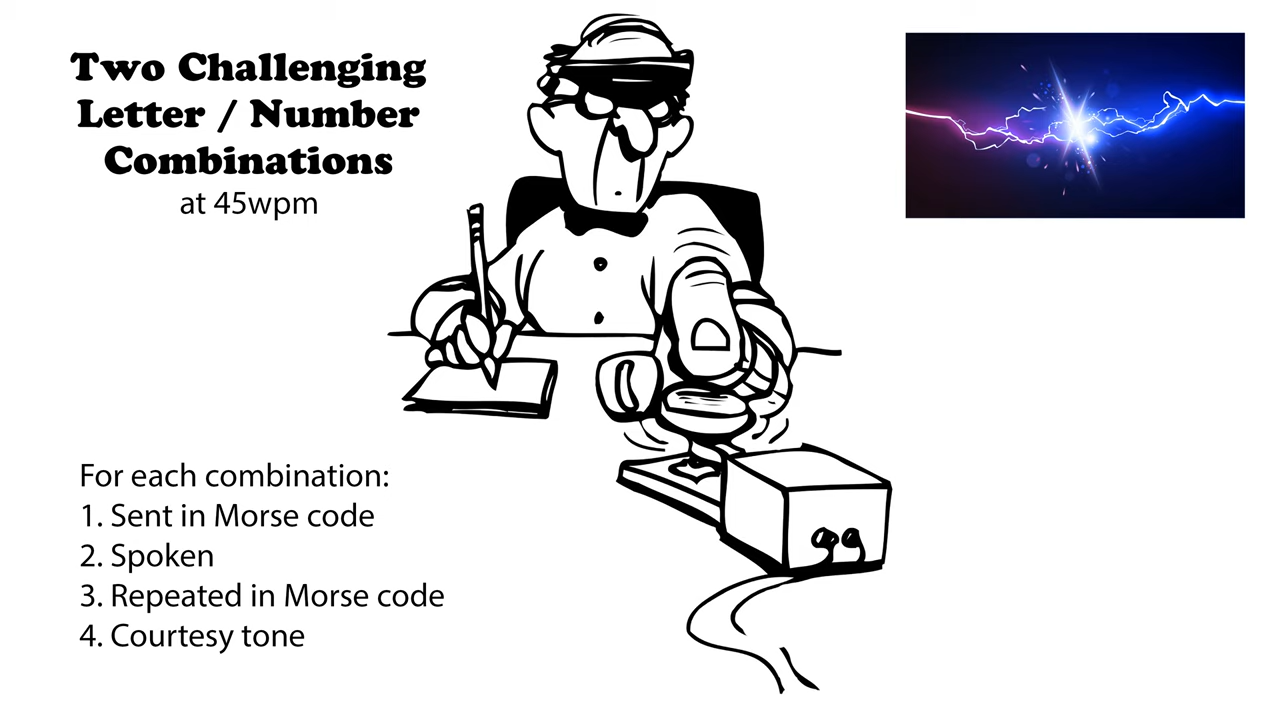 Two Challenging
Letter / Number
Combinations
at 45wpm
For each combination:
1. Sent in Morse code
2. Spoken
3. Repeated in Morse code
4. Courtesy tone